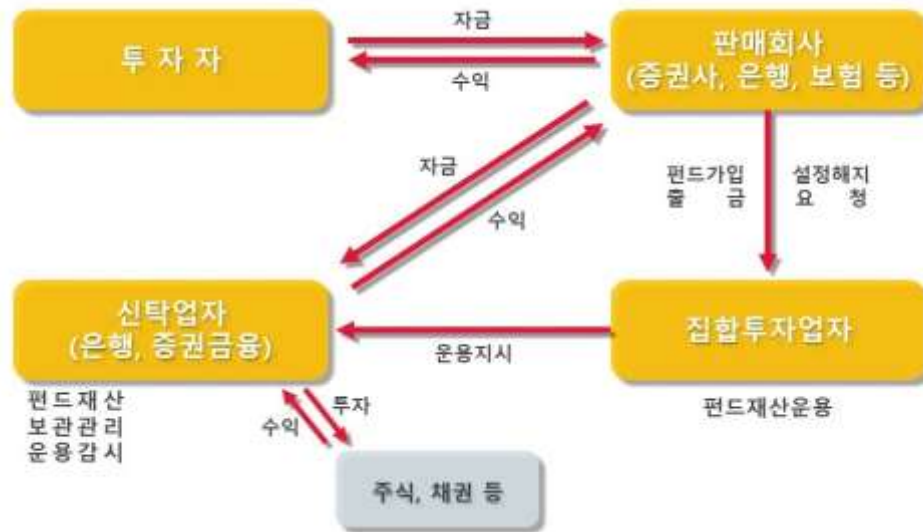 자금
투 자 자
판매회사
(증권사, 은행, 보험 등)
수익
자금
수익
펀드가입
출 금
설정해지
요 청
신탁업자
(은행, 증권금융)
집합투자업자
운용지시
펀드재산
보관관리
운용감시
수익
투자
펀드재산운용
주식, 채권 등